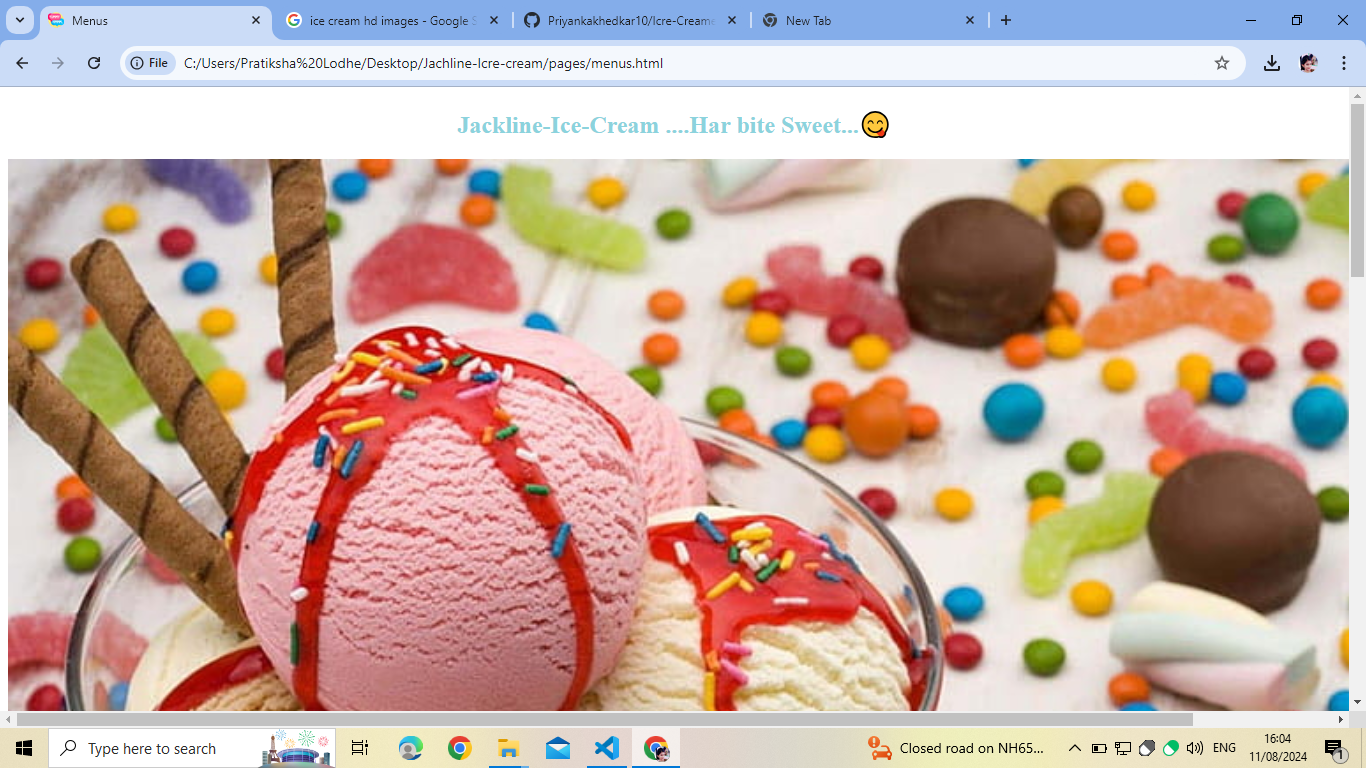 Menus
ice cream hd images - Google S
Priyankakhedkar10/Icre-Creame
New Tab
File
C:/Users/Pratiksha%20Lodhe/Desktop/Jachline-Icre-cream/pages/menus.html
Jackline-Ice-Cream ....Har bite Sweet...😋
Type here to search
Closed road on NH65...
ENG
16:04
11/08/2024
1